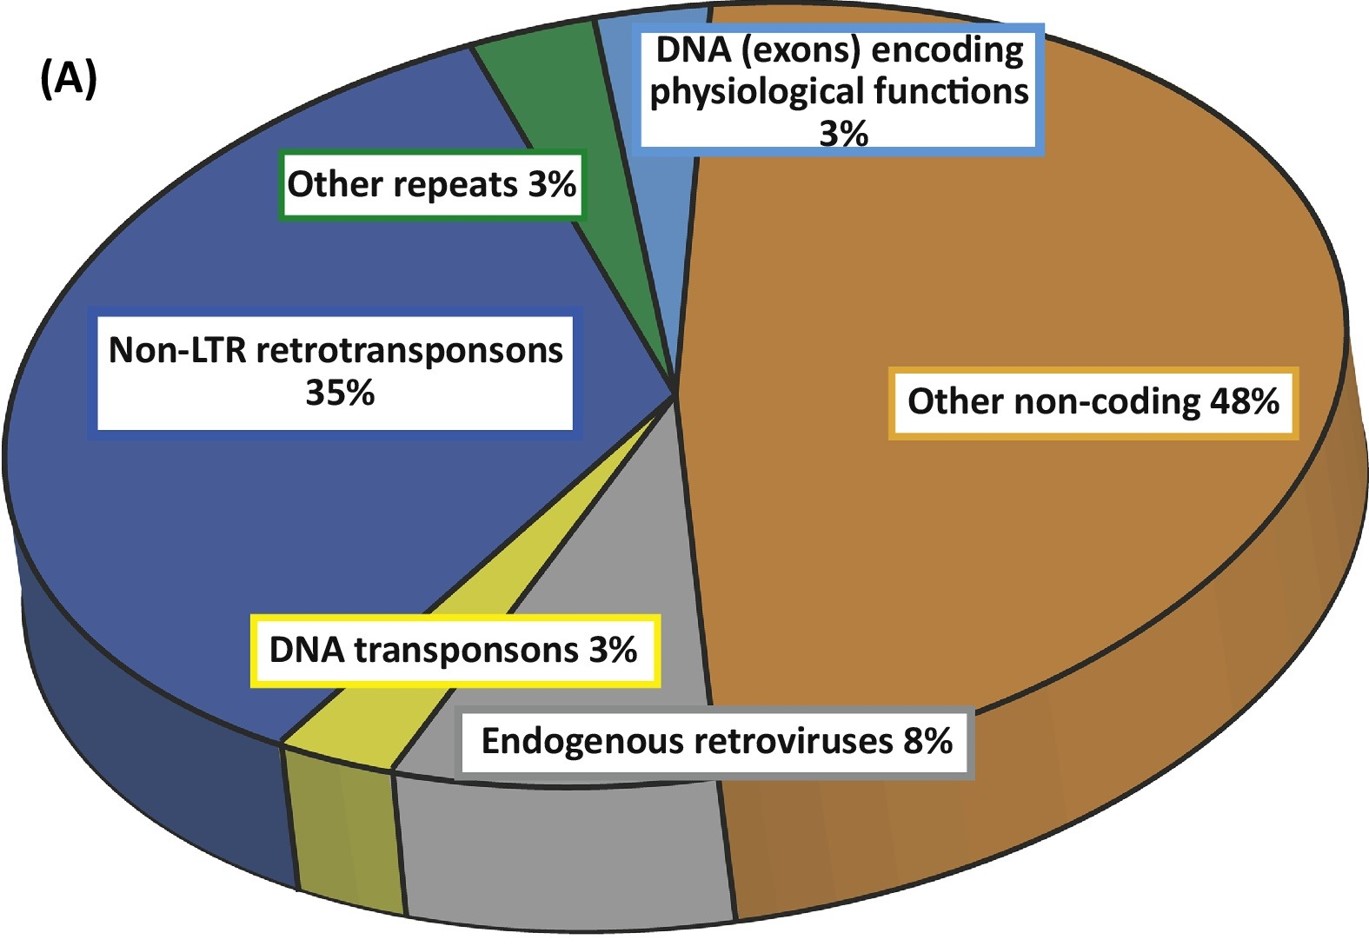 (A)
DNA (exons) encoding
physiological functions
3%
Other repeats 3%
Non-LTR retrotransponsons
35%
Other non-coding 48%
DNA transponsons 3%
Endogenous retroviruses 8%